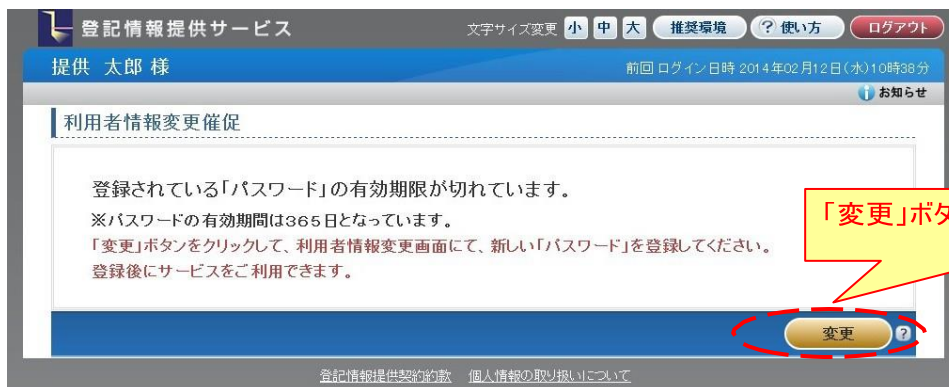 登記情報提供サービス
文字サイズ変更 小 中 大 推奨環境 ? 使い方 ログアウト
提供 太郎 様
前回ログイン日時 2014年02月12日(水)10時38分
お知らせ
利用者情報変更催促
登録されている「パスワード」の有効期限が切れています。
※パスワードの有効期間は365日となっています。
「変更」ボタンをクリックして、利用者情報変更画面にて、新しい「パスワード」を登録してください。
登録後にサービスをご利用できます。
「変更」ボタ
変更 ?
登記情報提供契約約款 個人情報の取り扱いについて